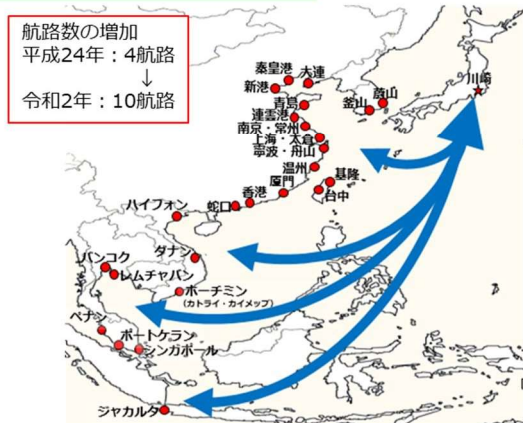 航路数の増加
平成24年：4航路
↓
令和2年：10航路
秦皇港
大連
新港
青島
連雲港
南京・常州
上海・太倉
寧波・舟山
温州
厦門
香港
蛇口
基隆
台中
釜山
蔚山
川崎
ハイフォン
ダナン
バンコク
レムチャバン
ホーチミン
（カトライ・カイメップ）
ペナン
ポートケラン
シンガポール
ジャカルタ